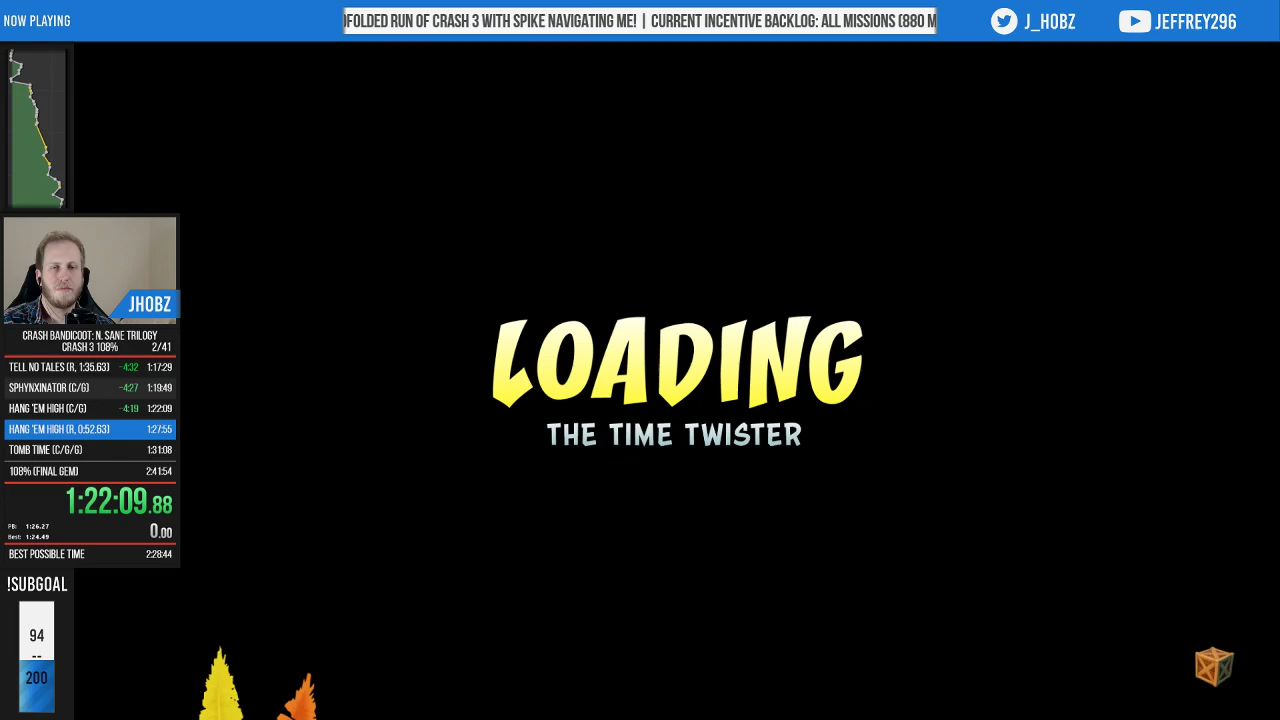 NOW PLAYING
FOLDED RUN OF CRASH 3 WITH SPIKE NAVIGATING ME! | CURRENT INCENTIVE BACKLOG: ALL MISSIONS (880 M
J_HOBZ
JEFFREY296
JHOBZ
CRASH BANDICOOT: N. SANE TRILOGY
CRASH 3 108% 2/41
TELL NO TALES (R, 1:35.63) -4:32 1:17:29
SPHYNXINATOR (C/G) -4:27 1:19:49
HANG 'EM HIGH (C/G) -4:19 1:22:09
HANG 'EM HIGH (R, 0:52.63) 1:27:55
TOMB TIME (C/G/G) 1:31:08
108% (FINAL GEM) 2:41:54
1:22:09.88
PB: 1:26.27
0.00
Best: 1:24.49
BEST POSSIBLE TIME 2:28:44
!SUBGOAL
94
--
200
LOADING
THE TIME TWISTER